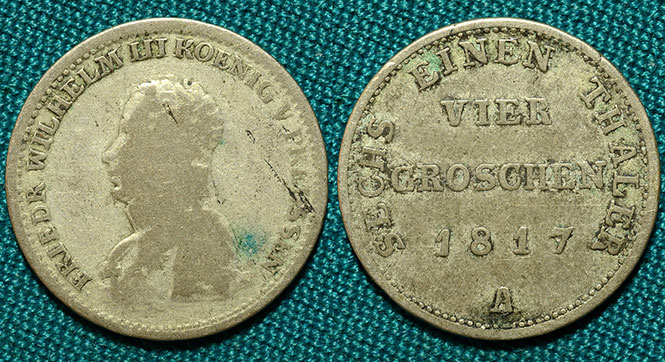 FRIEDR WILHELM III KOENIG V. PREUSSEN
SECHS EINEN THALER
VIER
GROSCHEN
1817
A